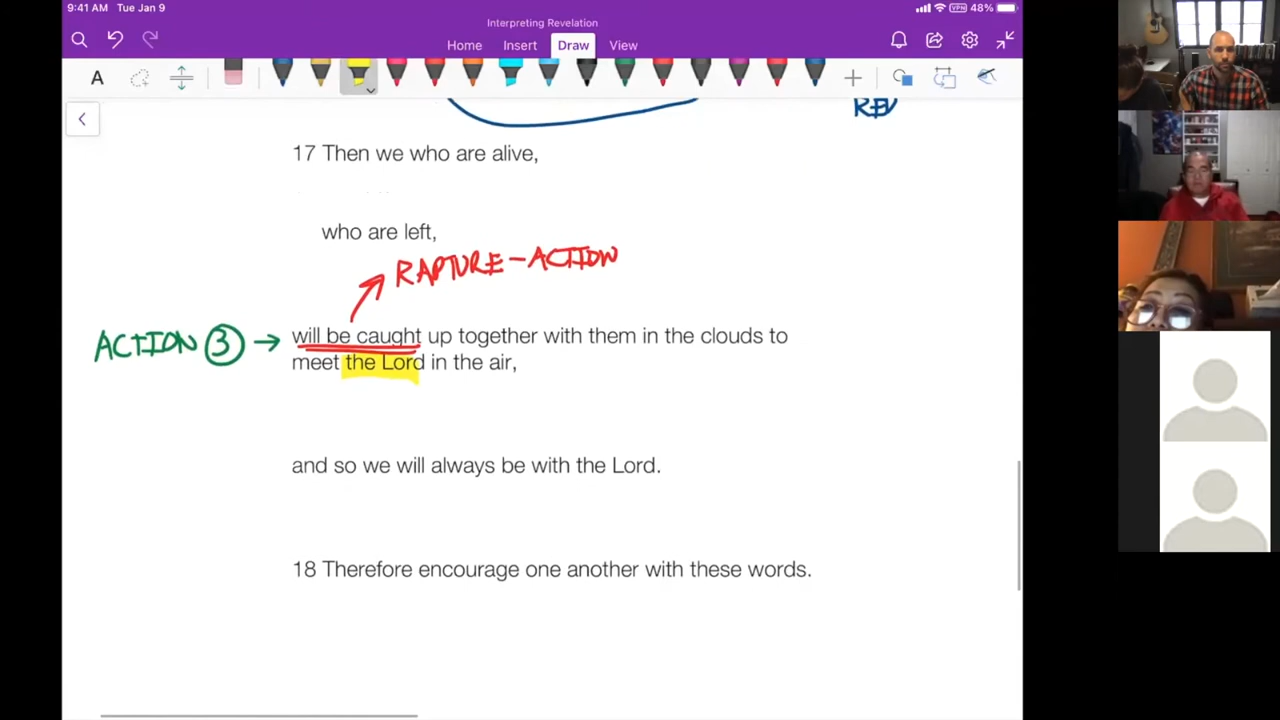 9:41 AM Tue Jan 9
VPN 48%
Interpreting Revelation
Home Insert Draw View
A
REV
17 Then we who are alive,
who are left,
RAPTURE - ACTION
ACTION 3 → will be caught up together with them in the clouds to
meet the Lord in the air,
and so we will always be with the Lord.
18 Therefore encourage one another with these words.